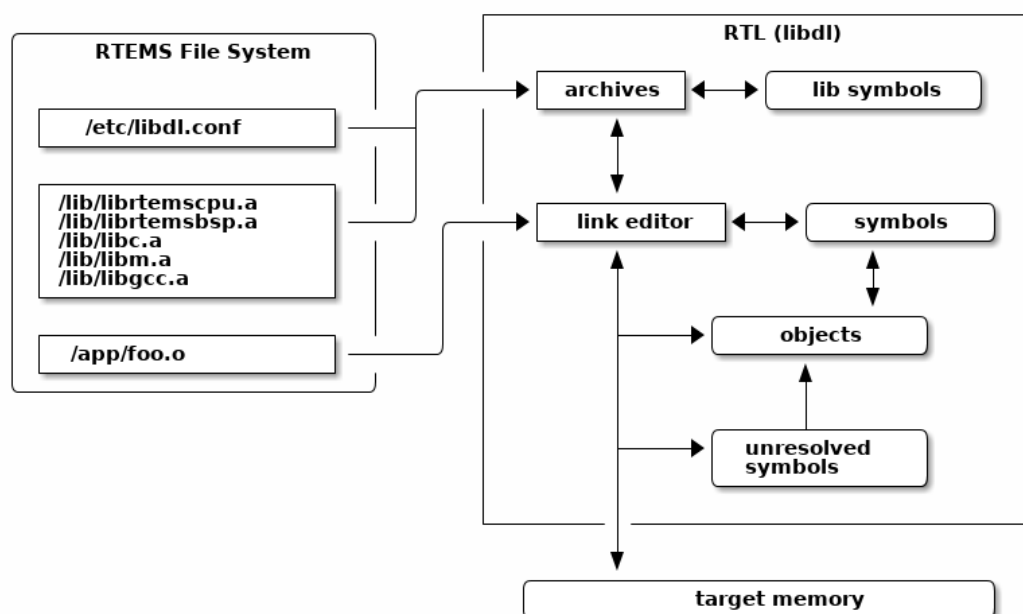 RTEMS File System
/etc/libdl.conf
/lib/librtemscpu.a
/lib/librtemsbsp.a
/lib/libc.a
/lib/libm.a
/lib/libgcc.a
/app/foo.o
RTL (libdl)
archives
lib symbols
link editor
symbols
objects
unresolved
symbols
target memory